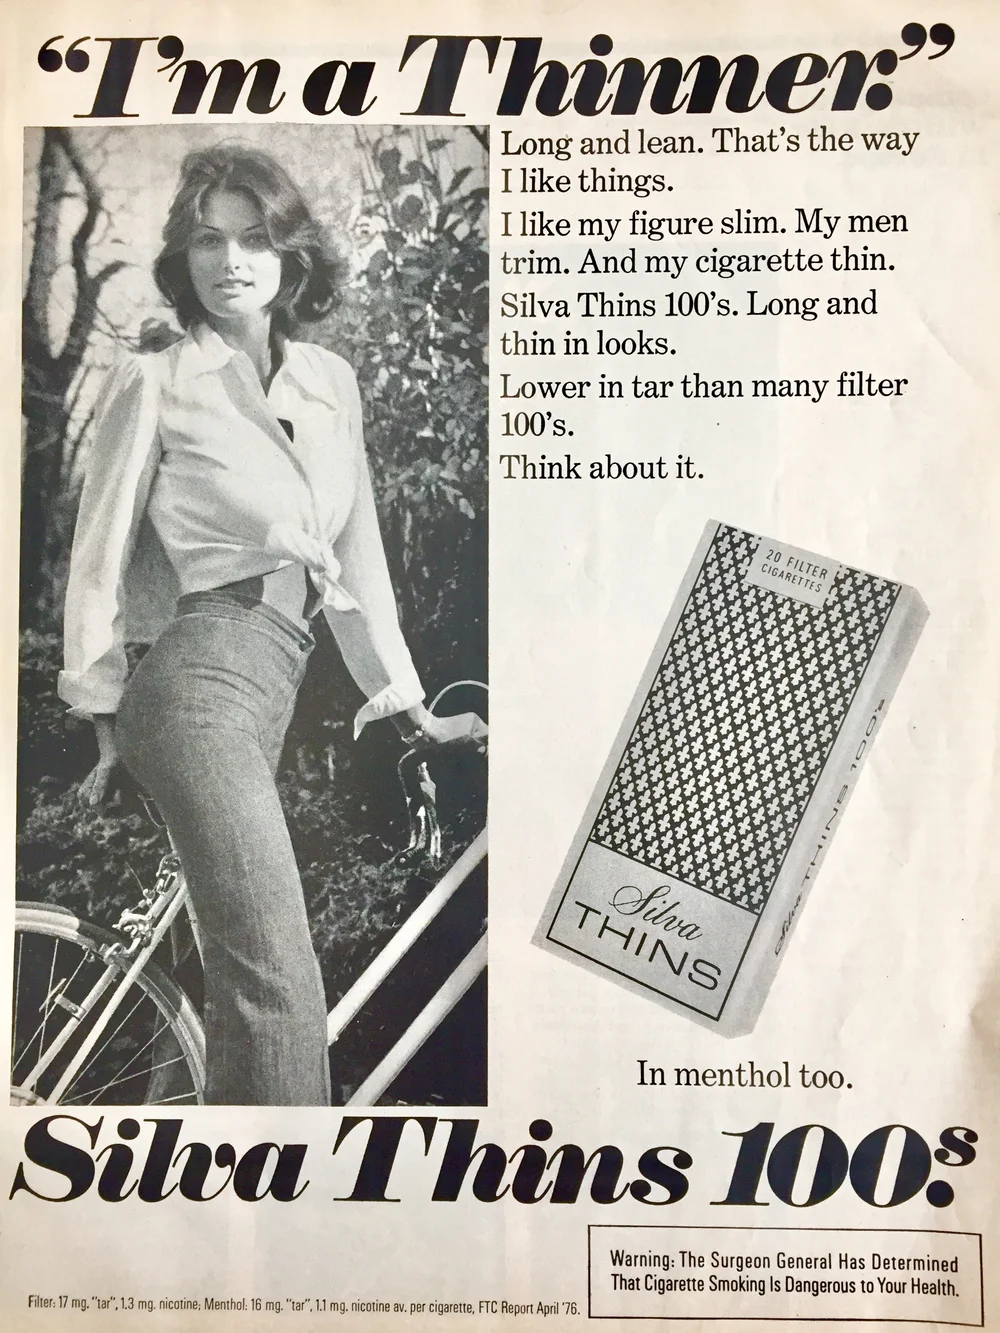 “I’m a Thinner.”
Long and lean. That’s the way
I like things.
I like my figure slim. My men
trim. And my cigarette thin.
Silva Thins 100’s. Long and
thin in looks.
Lower in tar than many filter
100’s.
Think about it.
20 FILTER
CIGARETTES
Silva
THINS
Silva THINS 100's
In menthol too.
Silva Thins 100s.
Warning: The Surgeon General Has Determined
That Cigarette Smoking Is Dangerous to Your Health.
Filter: 17 mg. "tar", 1.3 mg. nicotine; Menthol: 16 mg. "tar", 1.1 mg. nicotine av. per cigarette, FTC Report April '76.